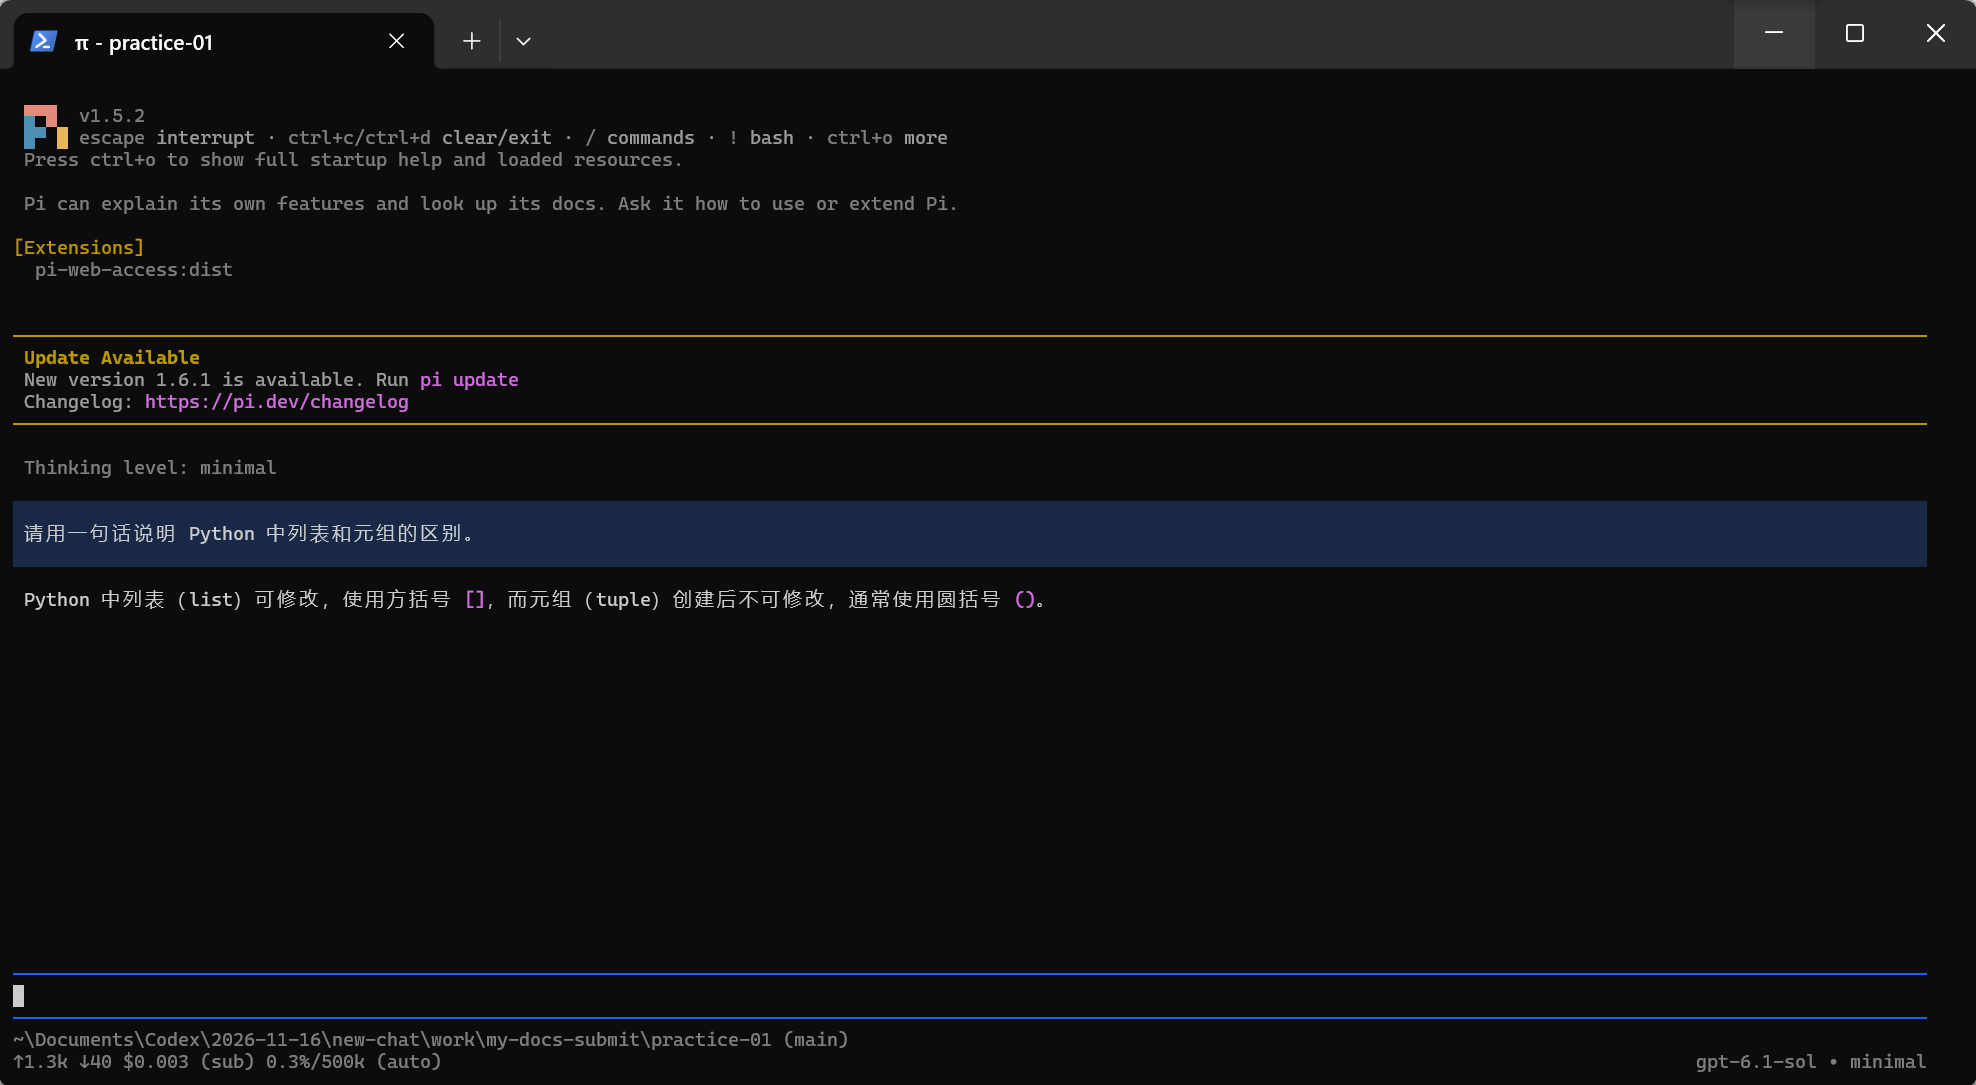 π - practice-01
v1.5.2
escape interrupt · ctrl+c/ctrl+d clear/exit · / commands · ! bash · ctrl+o more
Press ctrl+o to show full startup help and loaded resources.
Pi can explain its own features and look up its docs. Ask it how to use or extend Pi.
[Extensions]
pi-web-access:dist
Update Available
New version 1.6.1 is available. Run pi update
Changelog: https://pi.dev/changelog
Thinking level: minimal
请用一句话说明 Python 中列表和元组的区别。
Python 中列表（list）可修改，使用方括号 []，而元组（tuple）创建后不可修改，通常使用圆括号 ()。
~\Documents\Codex\2026-11-16\new-chat\work\my-docs-submit\practice-01 (main)
↑1.3k ↓40 $0.003 (sub) 0.3%/500k (auto) gpt-6.1-sol • minimal